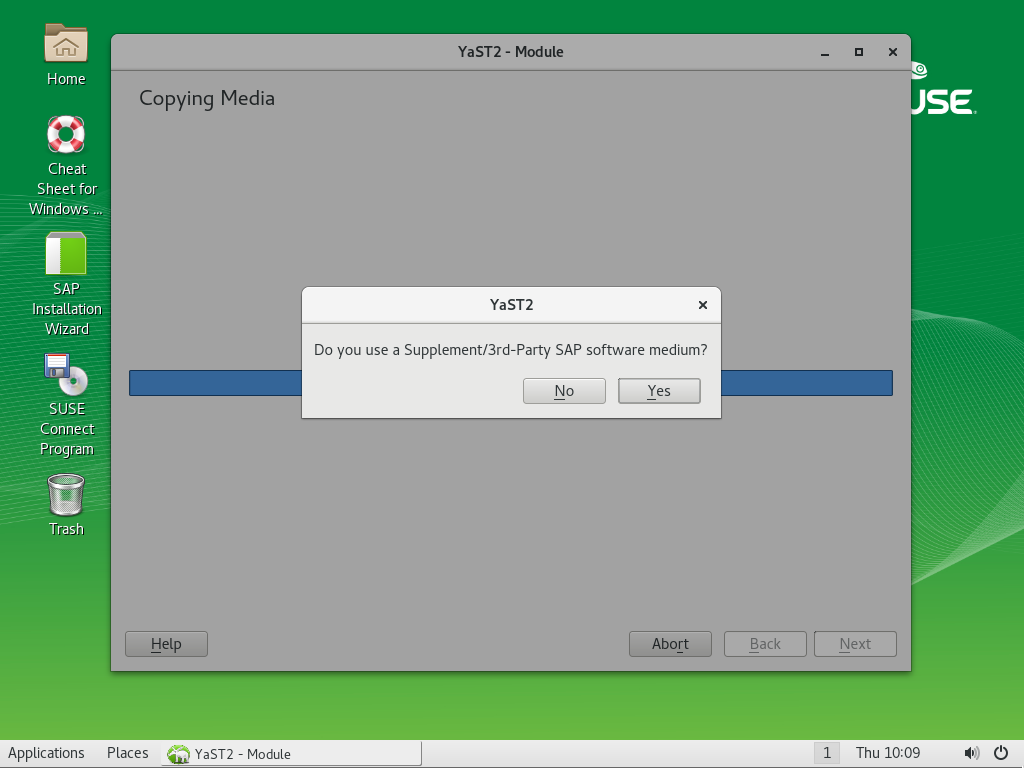 Home
Cheat
Sheet for
Windows ...
SAP
Installation
Wizard
SUSE
Connect
Program
Trash
YaST2 - Module
Copying Media
YaST2
Do you use a Supplement/3rd-Party SAP software medium?
No
Yes
Help
Abort
Back
Next
USE
Applications
Places
YaST2 - Module
1
Thu 10:09